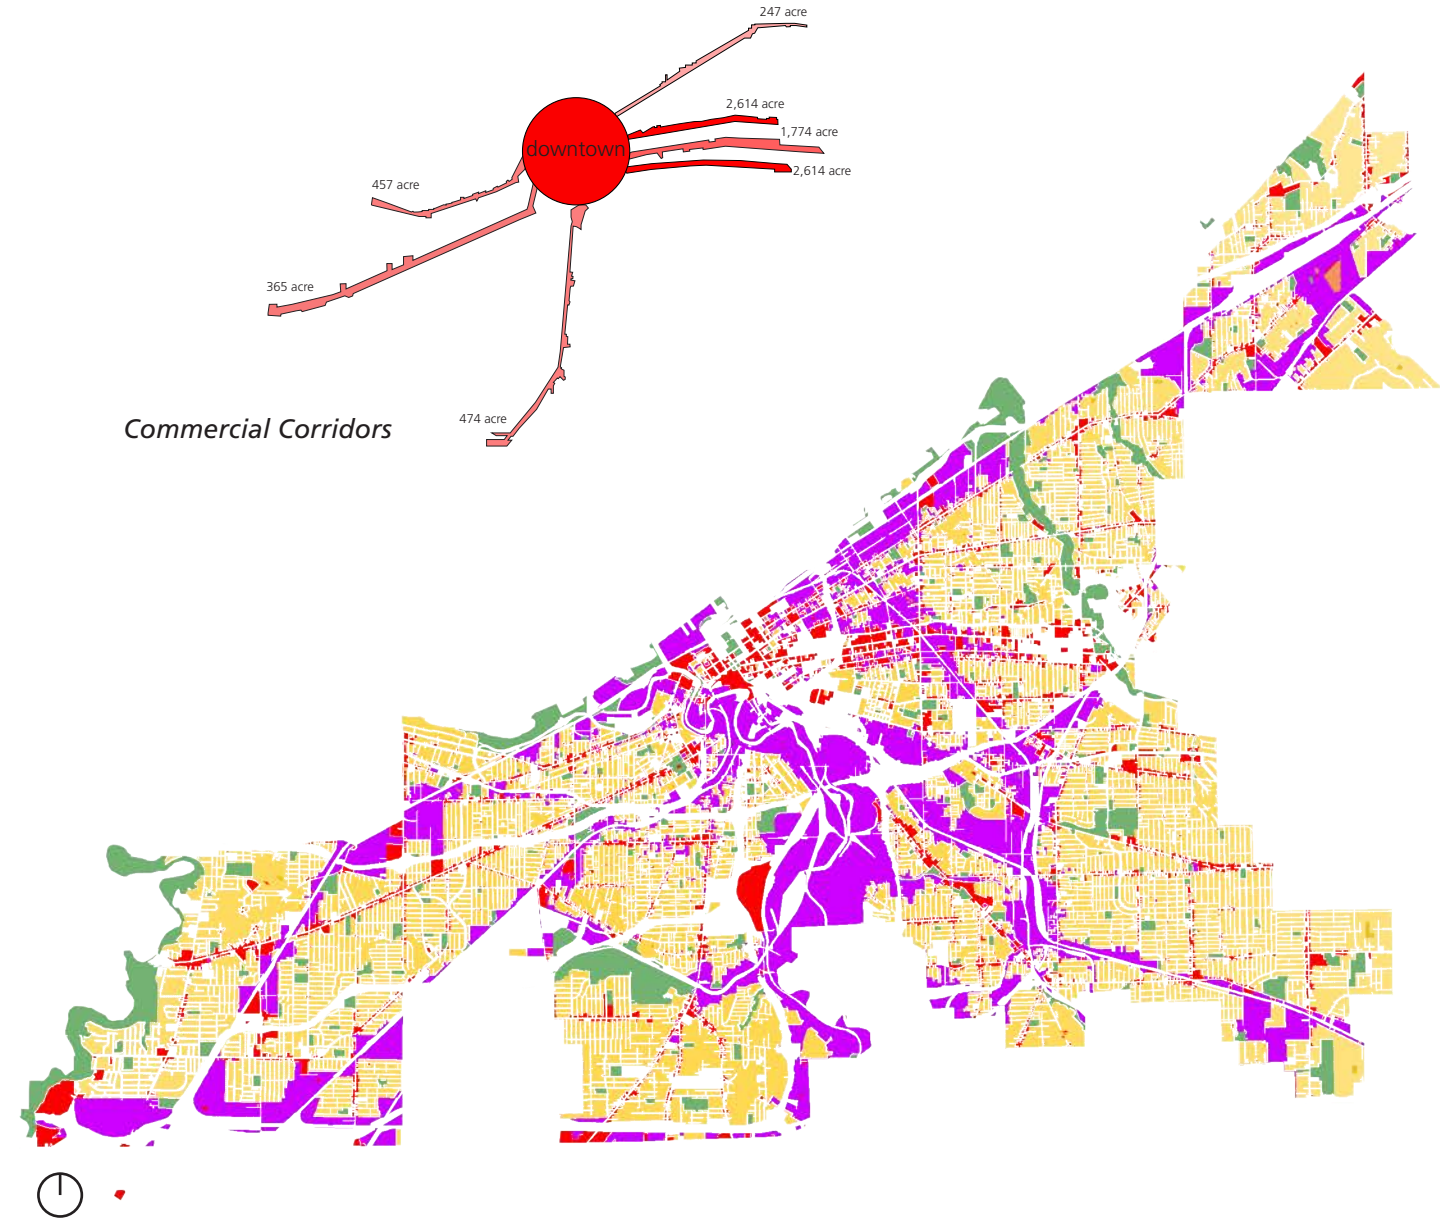 247 acre
2,614 acre
1,774 acre
downtown
2,614 acre
457 acre
365 acre
474 acre
Commercial Corridors